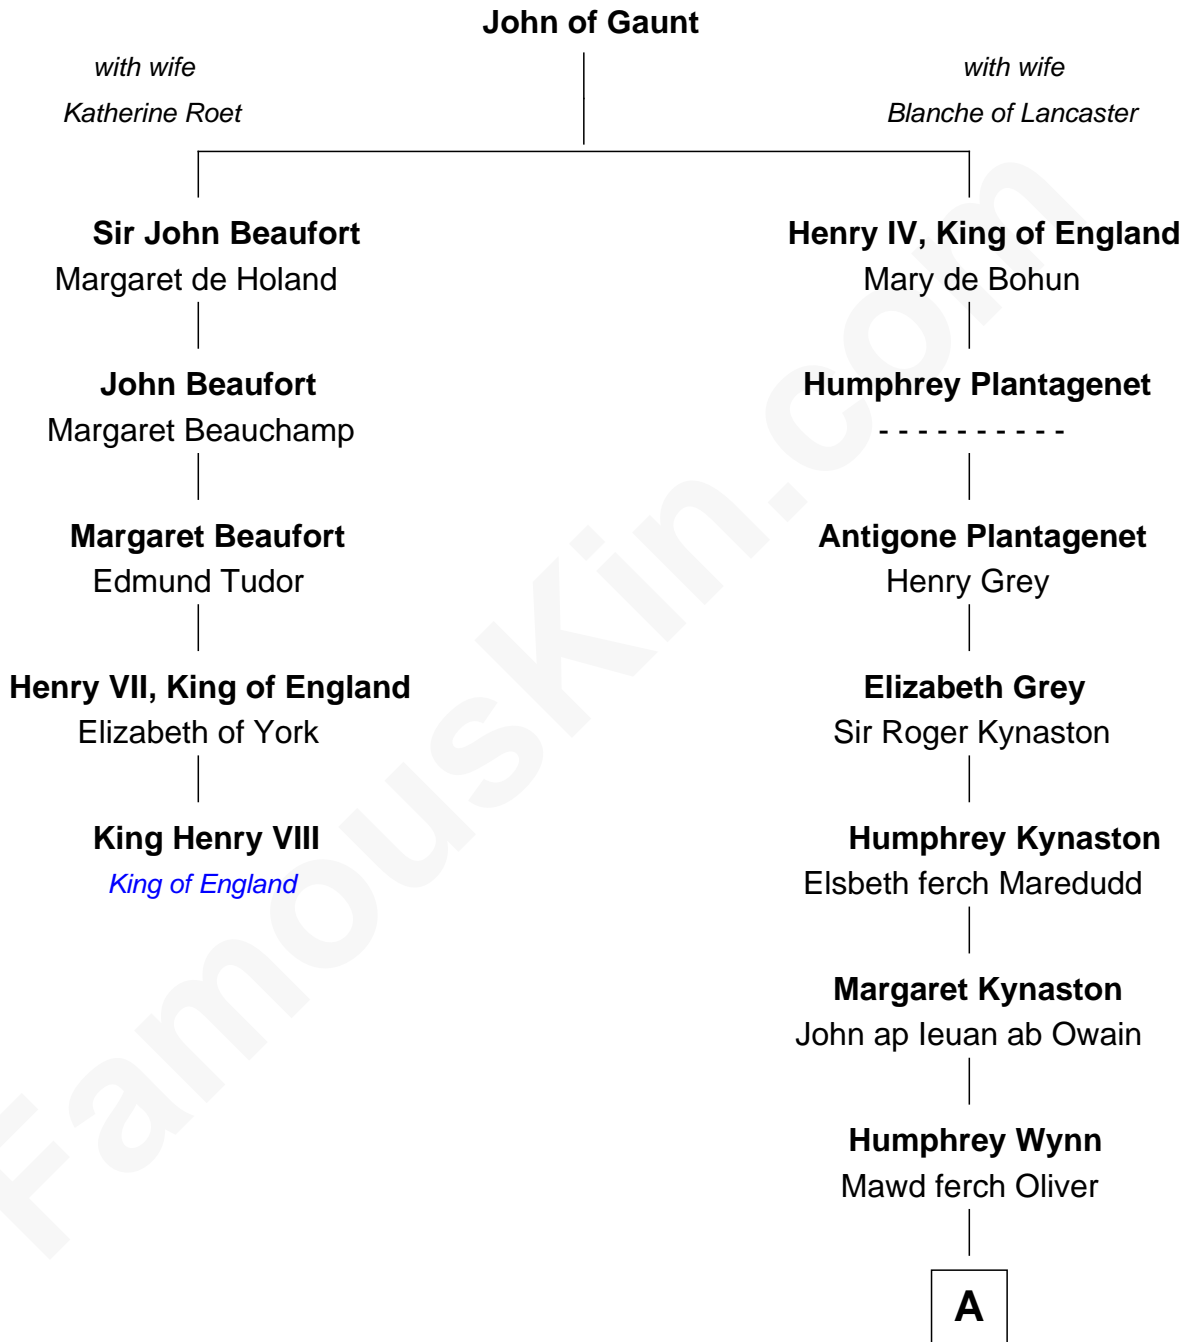 John of Gaunt
with wife
Katherine Roet
with wife
Blanche of Lancaster
Sir John Beaufort
Margaret de Holand
Henry IV, King of England
Mary de Bohun
John Beaufort
Margaret Beauchamp
Humphrey Plantagenet
- - - - - - - - - -
Margaret Beaufort
Edmund Tudor
Antigone Plantagenet
Henry Grey
Henry VII, King of England
Elizabeth of York
Elizabeth Grey
Sir Roger Kynaston
King Henry VIII
King of England
Humphrey Kynaston
Elsbeth ferch Maredudd
Margaret Kynaston
John ap Ieuan ab Owain
Humphrey Wynn
Mawd ferch Oliver
A
FamousKin.com